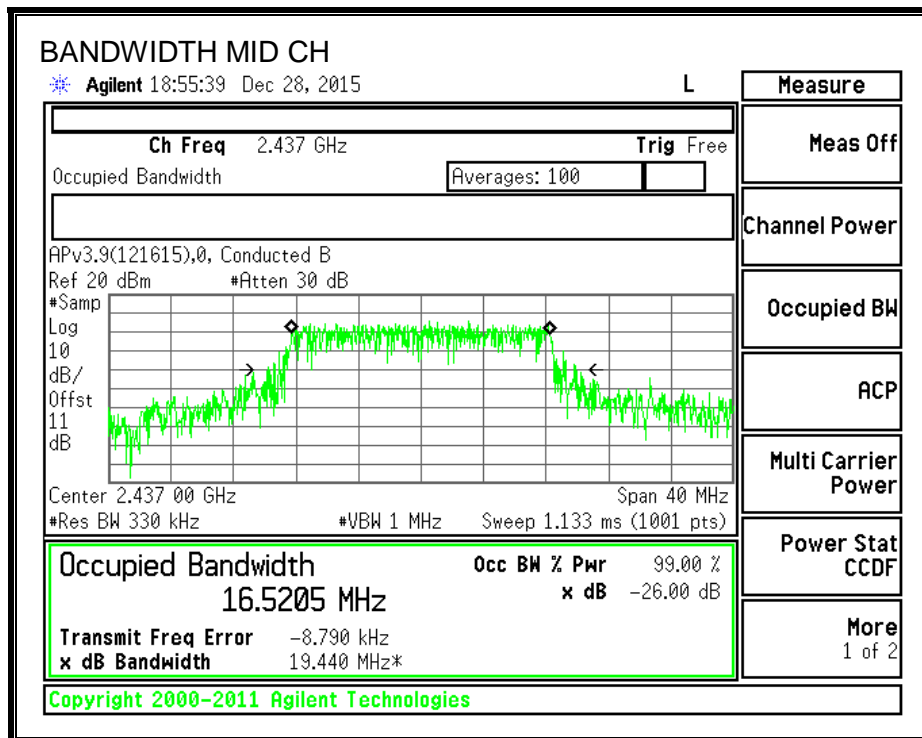 BANDWIDTH MID CH
Agilent 18:55:39 Dec 28, 2015 L
Measure
Ch Freq 2.437 GHz Trig Free
Occupied Bandwidth Averages: 100
APv3.9(121615),0, Conducted B
Ref 20 dBm #Atten 30 dB
#Samp
Log
10
dB/
Offst
11
dB
Center 2.437 00 GHz Span 40 MHz
#Res BW 330 kHz #VBW 1 MHz Sweep 1.133 ms (1001 pts)
Occupied Bandwidth Occ BW % Pwr 99.00 %
16.5205 MHz x dB -26.00 dB
Transmit Freq Error -8.790 kHz
x dB Bandwidth 19.440 MHz*
Meas Off
Channel Power
Occupied BW
ACP
Multi Carrier
Power
Power Stat
CCDF
More
1 of 2
Copyright 2000-2011 Agilent Technologies